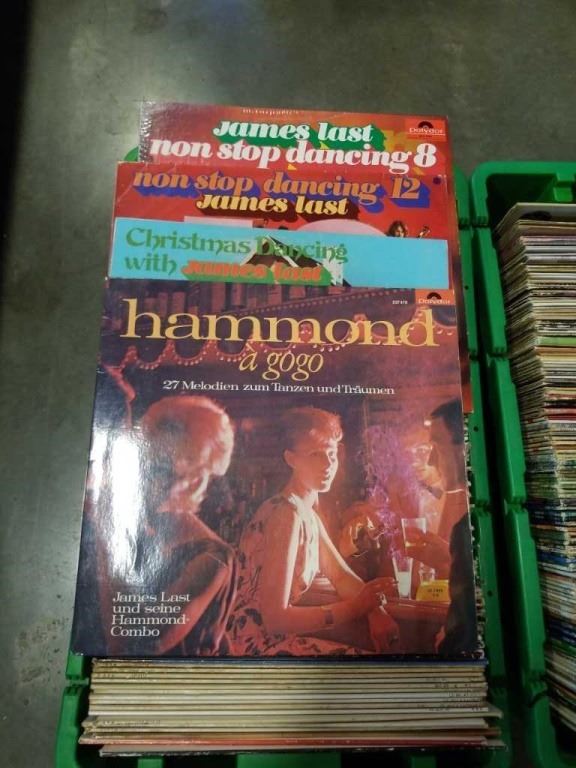 James last
polydor
non stop dancing 8
non stop dancing 12
James last
Christmas Dancing
with James Last
polydor
hammond
à gogo
27 Melodien zum Tanzen und Träumen
James Last
und seine
Hammond-
Combo